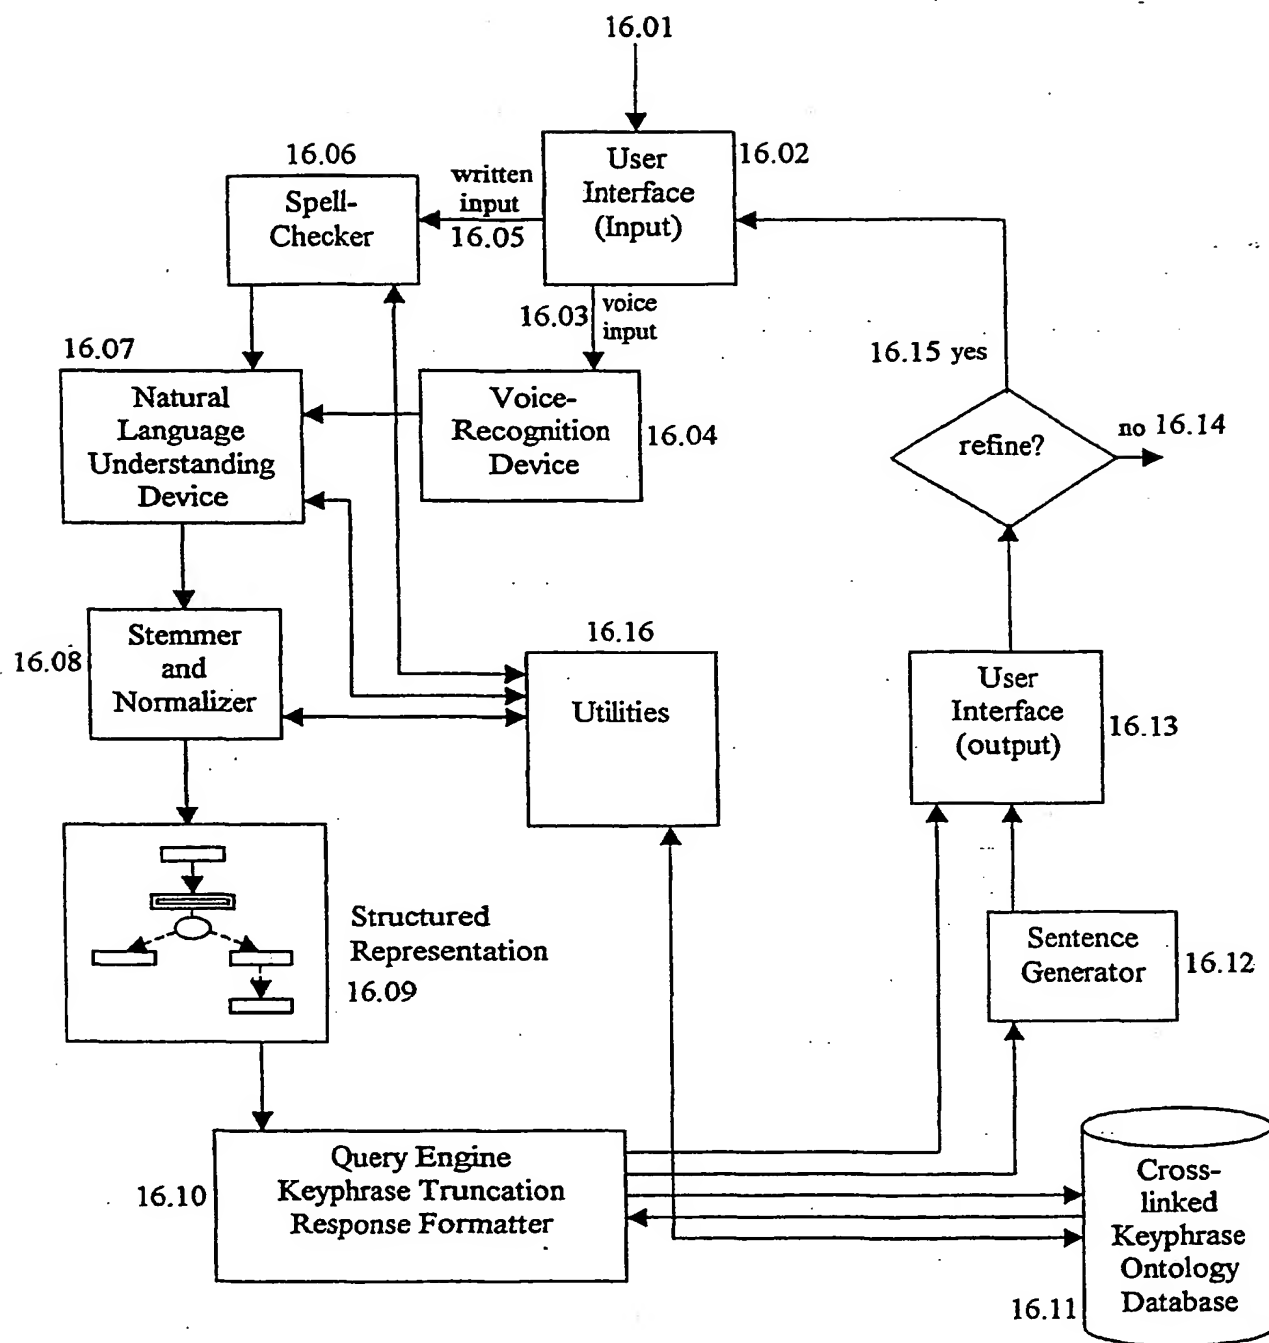 16.01
User
Interface
(Input)
16.02
16.06
Spell-
Checker
written
input
16.05
16.03
voice
input
16.07
Natural
Language
Understanding
Device
Voice-
Recognition
Device
16.04
16.15 yes
refine?
no 16.14
16.08
Stemmer
and
Normalizer
16.16
Utilities
User
Interface
(output)
16.13
Structured
Representation
16.09
Sentence
Generator
16.12
16.10
Query Engine
Keyphrase Truncation
Response Formatter
Cross-
linked
Keyphrase
Ontology
Database
16.11